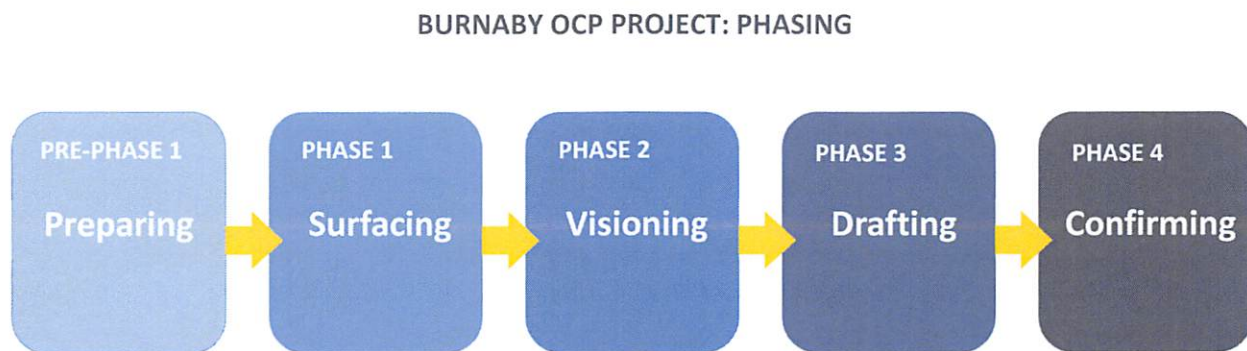 BURNABY OCP PROJECT: PHASING
PRE-PHASE 1
Preparing
PHASE 1
Surfacing
PHASE 2
Visioning
PHASE 3
Drafting
PHASE 4
Confirming